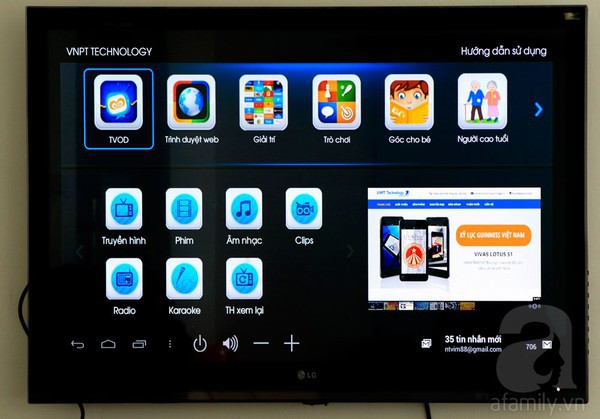 VNPT TECHNOLOGY
Hướng dẫn sử dụng
TVOD
Trình duyệt web
Giải trí
Trò chơi
Góc cho bé
Người cao tuổi
Truyền hình
Phim
Âm nhạc
Clips
Radio
Karaoke
TH xem lại
VNPT Technology
KỶ LỤC GUINNESS VIỆT NAM
VIVAS LOTUS S1
35 tin nhắn mới
ntvim88@gmail.com
706
LG
a
afamily.vn